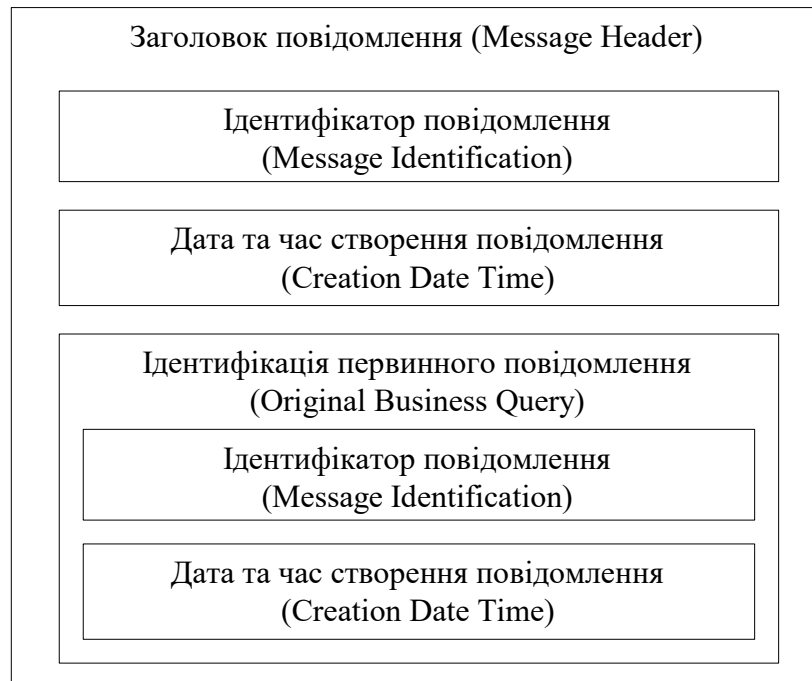 Заголовок повідомлення (Message Header)
Ідентифікатор повідомлення
(Message Identification)
Дата та час створення повідомлення
(Creation Date Time)
Ідентифікація первинного повідомлення
(Original Business Query)
Ідентифікатор повідомлення
(Message Identification)
Дата та час створення повідомлення
(Creation Date Time)